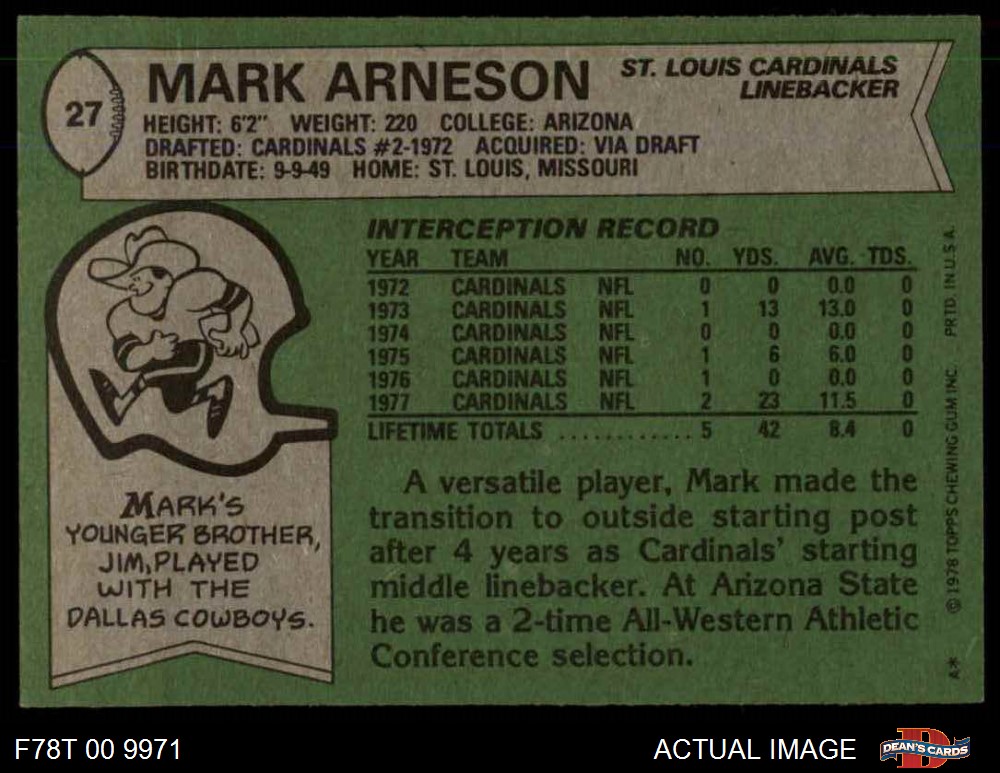 27
MARK ARNESON
ST. LOUIS CARDINALS
LINEBACKER
HEIGHT: 6'2" WEIGHT: 220 COLLEGE: ARIZONA
DRAFTED: CARDINALS #2-1972 ACQUIRED: VIA DRAFT
BIRTHDATE: 9-9-49 HOME: ST. LOUIS, MISSOURI
INTERCEPTION RECORD
YEAR TEAM NO. YDS. AVG. TDS.
1972 CARDINALS NFL 0 0 0.0 0
1973 CARDINALS NFL 1 13 13.0 0
1974 CARDINALS NFL 0 0 0.0 0
1975 CARDINALS NFL 1 6 6.0 0
1976 CARDINALS NFL 1 0 0.0 0
1977 CARDINALS NFL 2 23 11.5 0
LIFETIME TOTALS ............ 5 42 8.4 0
MARK'S
YOUNGER BROTHER,
JIM, PLAYED
WITH THE
DALLAS COWBOYS.
A versatile player, Mark made the
transition to outside starting post
after 4 years as Cardinals' starting
middle linebacker. At Arizona State
he was a 2-time All-Western Athletic
Conference selection.
A* © 1978 TOPPS CHEWING GUM INC. PRTD. IN U.S.A.
F78T 00 9971
ACTUAL IMAGE
D
DEAN'S CARDS